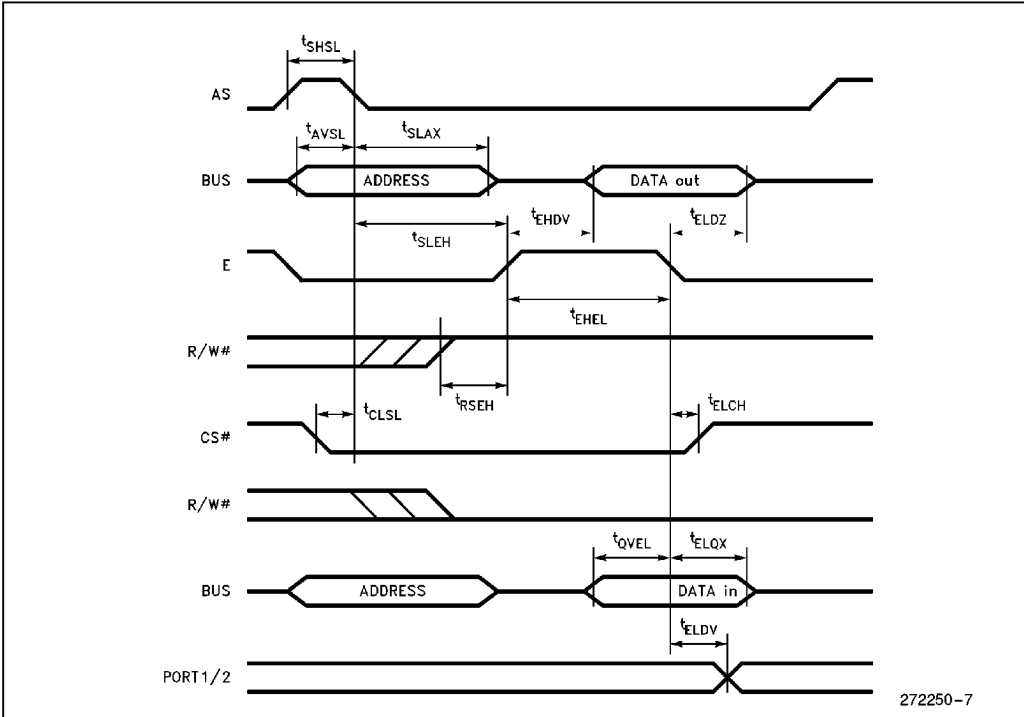 tSHSL
AS
tAVSL
tSLAX
BUS
ADDRESS
DATA out
tSLEH
tEHDV
tELDZ
E
tEHEL
R/W#
tRSEH
tCLSL
tELCH
CS#
R/W#
tQVEL
tELQX
BUS
ADDRESS
DATA in
tELDV
PORT1/2
272250-7